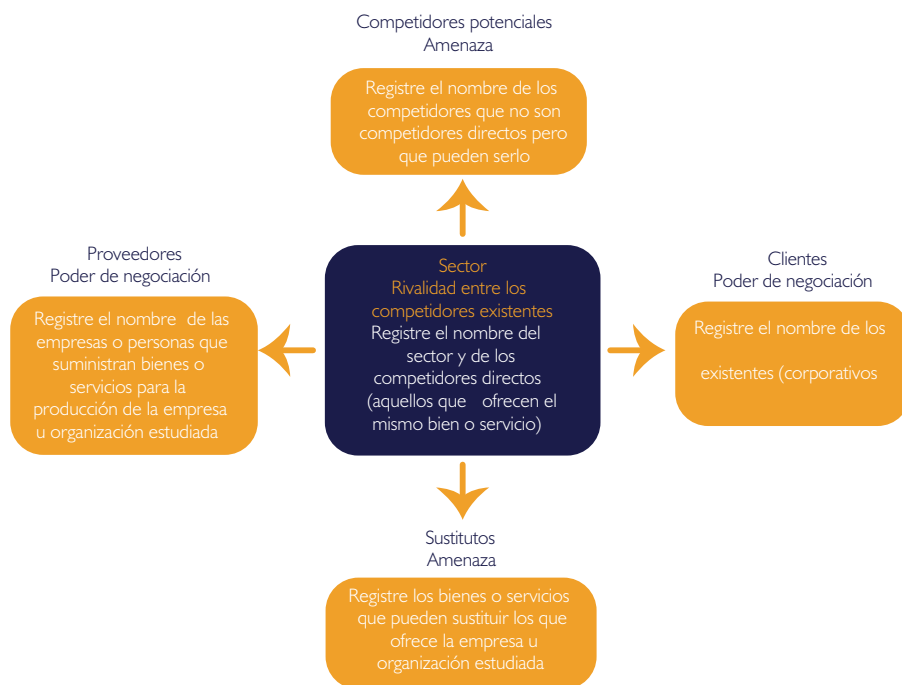 Competidores potenciales
Amenaza
Registre el nombre de los
competidores que no son
competidores directos pero
que pueden serlo
Proveedores
Poder de negociación
Registre el nombre de las
empresas o personas que
suministran bienes o
servicios para la
producción de la empresa
u organización estudiada
Sector
Rivalidad entre los
competidores existentes
Registre el nombre del
sector y de los
competidores directos
(aquellos que ofrecen el
mismo bien o servicio)
Clientes
Poder de negociación
Registre el nombre de los
existentes (corporativos
Sustitutos
Amenaza
Registre los bienes o servicios
que pueden sustituir los que
ofrece la empresa u
organización estudiada